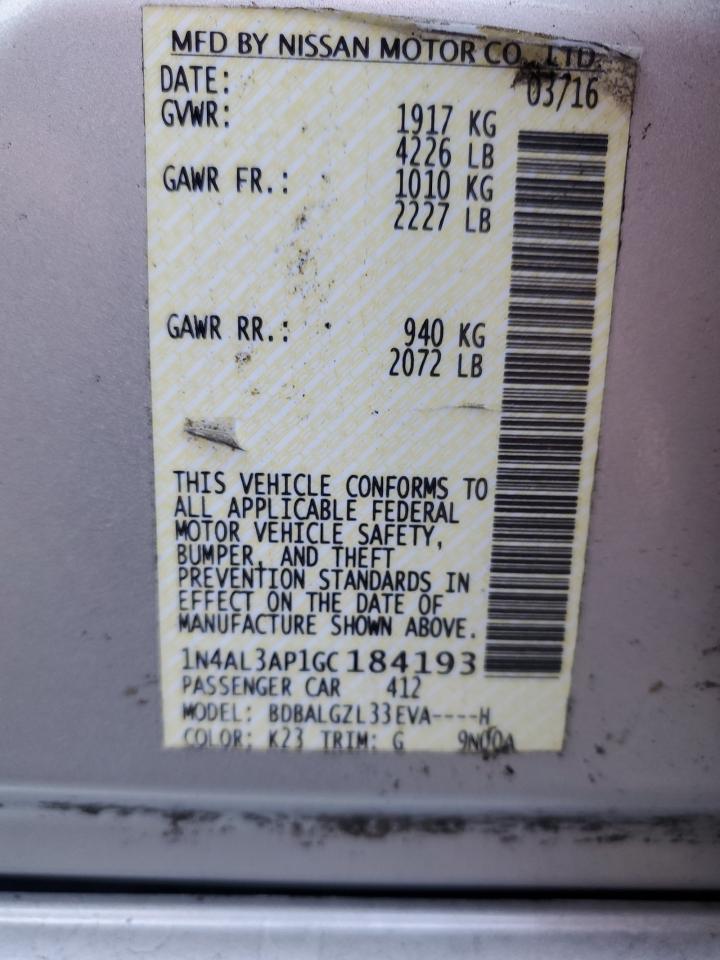 MFD BY NISSAN MOTOR CO., LTD.
DATE: 03/16
GVWR: 1917 KG
4226 LB
GAWR FR.: 1010 KG
2227 LB
GAWR RR.: 940 KG
2072 LB
THIS VEHICLE CONFORMS TO
ALL APPLICABLE FEDERAL
MOTOR VEHICLE SAFETY,
BUMPER, AND THEFT
PREVENTION STANDARDS IN
EFFECT ON THE DATE OF
MANUFACTURE SHOWN ABOVE.
1N4AL3AP1GC184193
PASSENGER CAR 412
MODEL: BDBALGZL33EVA----H
COLOR: K23 TRIM: G 9N00A